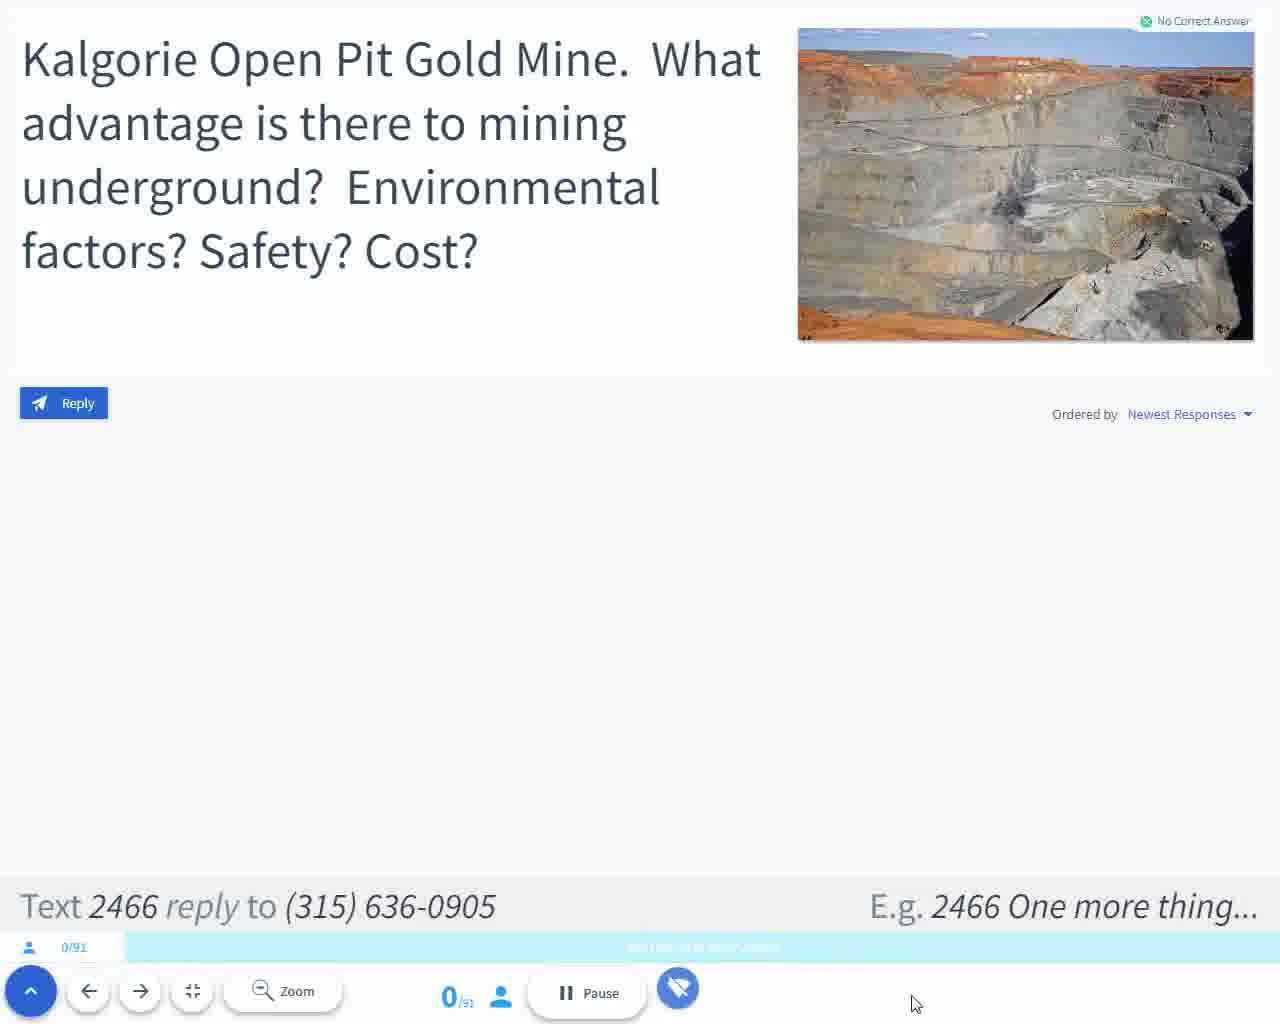 No Correct Answer
Kalgorie Open Pit Gold Mine. What
advantage is there to mining
underground? Environmental
factors? Safety? Cost?
Reply
Ordered by Newest Responses
Text 2466 reply to (315) 636-0905
E.g. 2466 One more thing...
0/91
Zoom
0/91
Pause